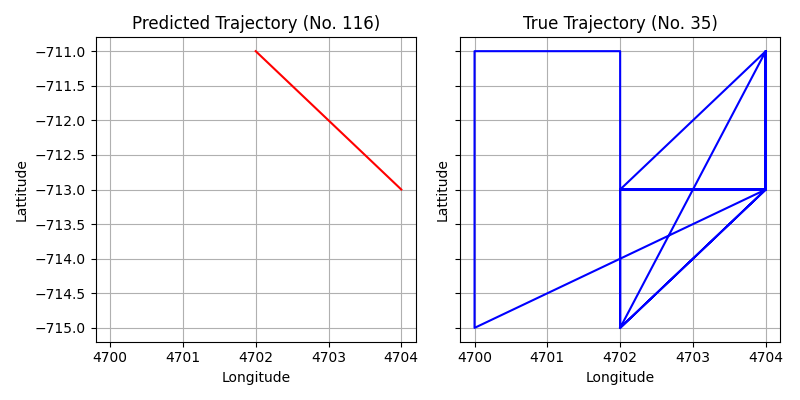 Predicted Trajectory (No. 116)
−711.0
−711.5
−712.0
−712.5
−713.0
−713.5
−714.0
−714.5
−715.0
Lattitude
4700 4701 4702 4703 4704
Longitude
True Trajectory (No. 35)
Lattitude
4700 4701 4702 4703 4704
Longitude